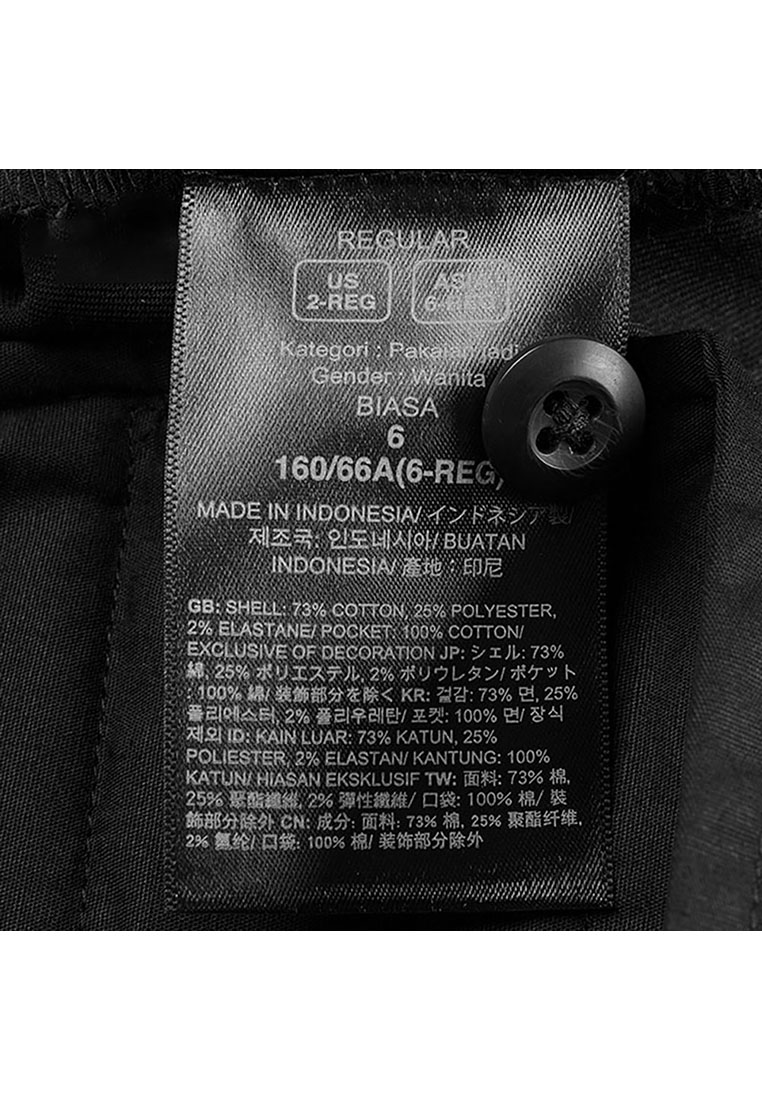 REGULAR
US
2-REG
Kategori : Pakaian Jadi
Gender : Wanita
BIASA
6
160/66A(6-REG)
MADE IN INDONESIA/ インドネシア製/
제조국: 인도네시아/ BUATAN
INDONESIA/ 產地 : 印尼
GB: SHELL: 73% COTTON, 25% POLYESTER,
2% ELASTANE/ POCKET: 100% COTTON/
EXCLUSIVE OF DECORATION JP: シェル: 73%
綿, 25% ポリエステル, 2% ポリウレタン/ ポケット
: 100% 綿/ 装飾部分を除く KR: 겉감: 73% 면, 25%
폴리에스터, 2% 폴리우레탄/ 포켓: 100% 면/ 장식
제외 ID: KAIN LUAR: 73% KATUN, 25%
POLIESTER, 2% ELASTAN/ KANTUNG: 100%
KATUN/ HIASAN EKSKLUSIF TW: 面料: 73% 棉,
25% 聚酯纖維, 2% 彈性纖維/ 口袋: 100% 棉/ 裝
飾部分除外 CN: 成分: 面料: 73% 棉, 25% 聚酯纤维,
2% 氨纶/ 口袋: 100% 棉/ 装饰部分除外